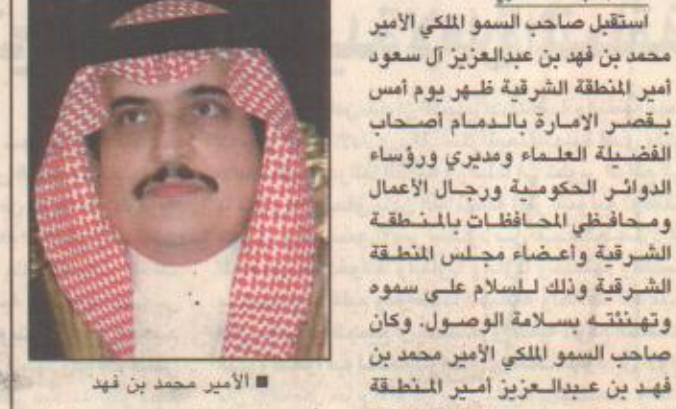 استقبل صاحب السمو الملكي الأمير
محمد بن فهد بن عبدالعزيز آل سعود
أمير المنطقة الشرقية ظهر يوم أمس
بقصر الامارة بالدمام أصحاب
الفضيلة العلماء ومديري ورؤساء
الدوائر الحكومية ورجال الأعمال
ومحافظي المحافظات بالمنطقة
الشرقية وأعضاء مجلس المنطقة
الشرقية وذلك للسلام على سموه
وتهنئته بسلامة الوصول. وكان
صاحب السمو الملكي الأمير محمد بن
فهد بن عبدالعزيز أمير المنطقة
■ الأمير محمد بن فهد